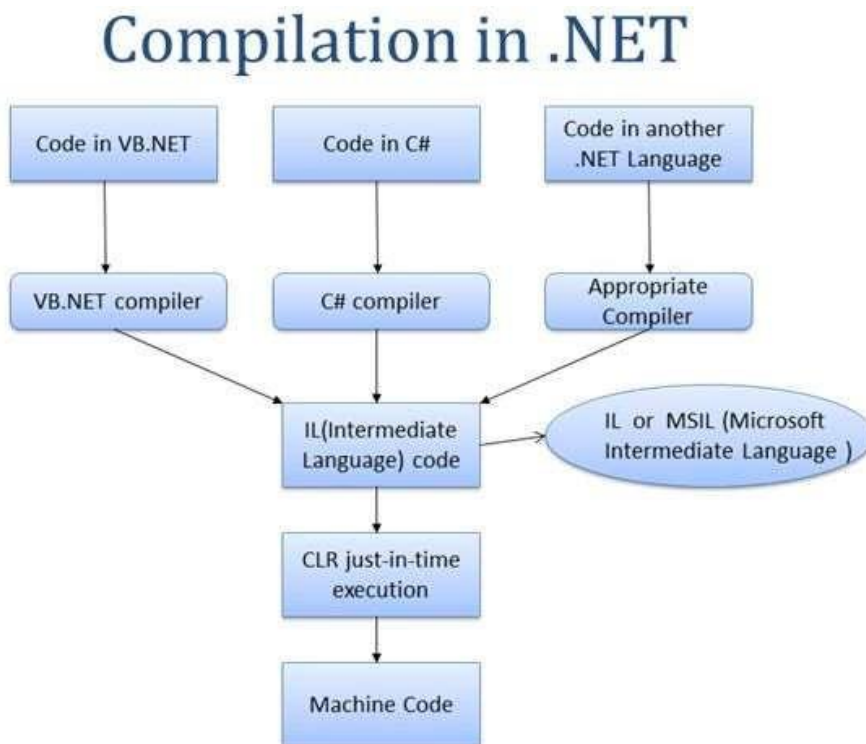 Compilation in .NET
Code in VB.NET
Code in C#
Code in another
.NET Language
VB.NET compiler
C# compiler
Appropriate
Compiler
IL(Intermediate
Language) code
IL or MSIL (Microsoft
Intermediate Language )
CLR just-in-time
execution
Machine Code